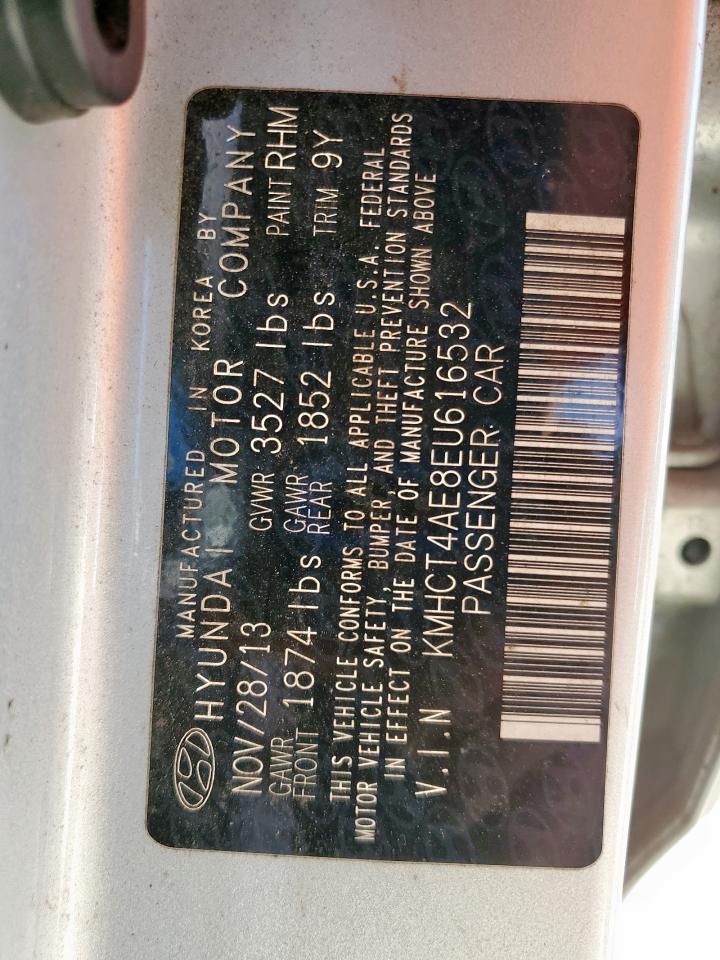 MANUFACTURED IN KOREA BY
HYUNDAI MOTOR COMPANY
NOV/28/13 GVWR 3527 lbs PAINT RHM
GAWR FRONT 1874 lbs GAWR REAR 1852 lbs TRIM 9Y
THIS VEHICLE CONFORMS TO ALL APPLICABLE U.S.A. FEDERAL
MOTOR VEHICLE SAFETY, BUMPER, AND THEFT PREVENTION STANDARDS
IN EFFECT ON THE DATE OF MANUFACTURE SHOWN ABOVE
V.I.N KMHCT4AE8EU616532
PASSENGER CAR